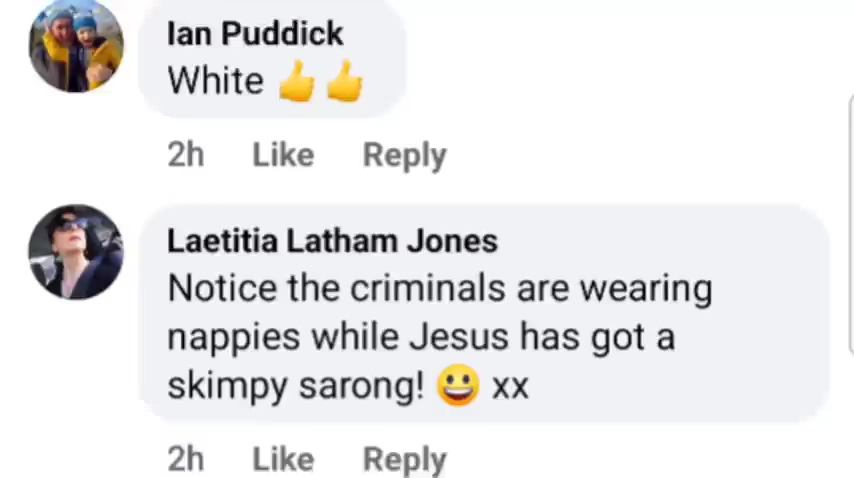 Ian Puddick
White 👍👍
2h Like Reply
Laetitia Latham Jones
Notice the criminals are wearing
nappies while Jesus has got a
skimpy sarong! 😀 xx
2h Like Reply